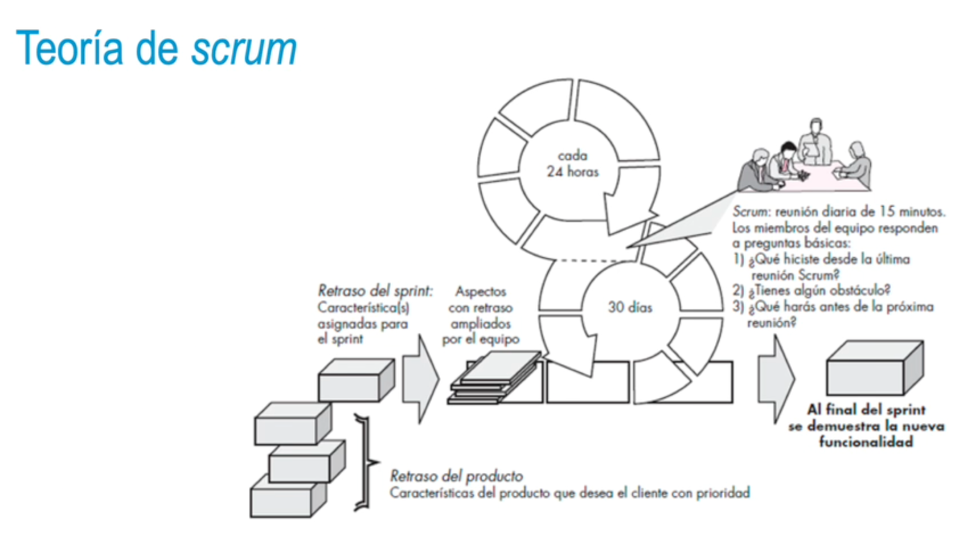 Teoría de scrum
cada
24 horas
Scrum: reunión diaria de 15 minutos.
Los miembros del equipo responden
a preguntas básicas:
1) ¿Qué hiciste desde la última
reunión Scrum?
2) ¿Tienes algún obstáculo?
3) ¿Qué harás antes de la próxima
reunión?
Retraso del sprint:
Característica(s)
asignadas para
el sprint
Aspectos
con retraso
ampliados
por el equipo
30 días
Al final del sprint
se demuestra la nueva
funcionalidad
Retraso del producto
Características del producto que desea el cliente con prioridad